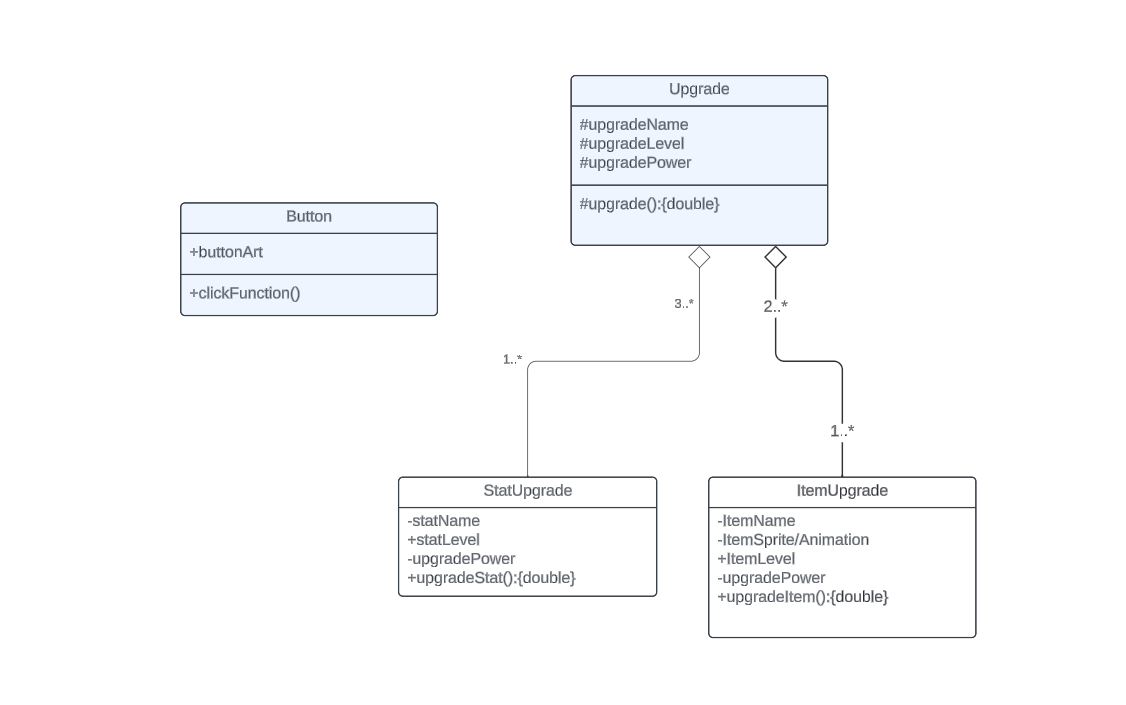 Upgrade
#upgradeName
#upgradeLevel
#upgradePower
#upgrade():{double}
Button
+buttonArt
+clickFunction()
3..*
2..*
1..*
1..*
StatUpgrade
-statName
+statLevel
-upgradePower
+upgradeStat():{double}
ItemUpgrade
-ItemName
-ItemSprite/Animation
+ItemLevel
-upgradePower
+upgradeItem():{double}